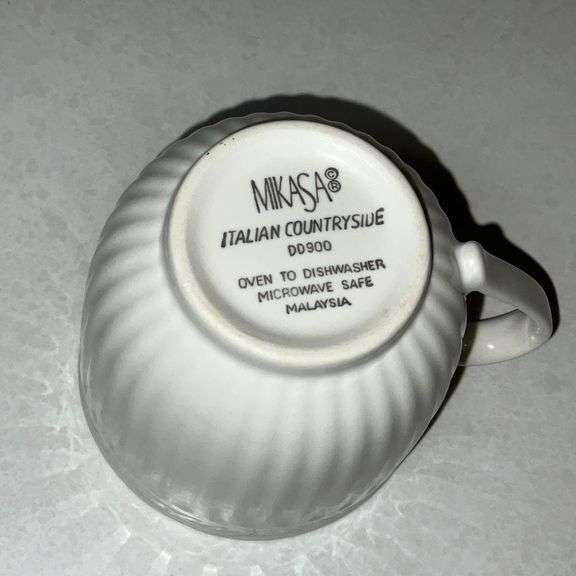 MIKASA©®
ITALIAN COUNTRYSIDE
DD900
OVEN TO DISHWASHER
MICROWAVE SAFE
MALAYSIA